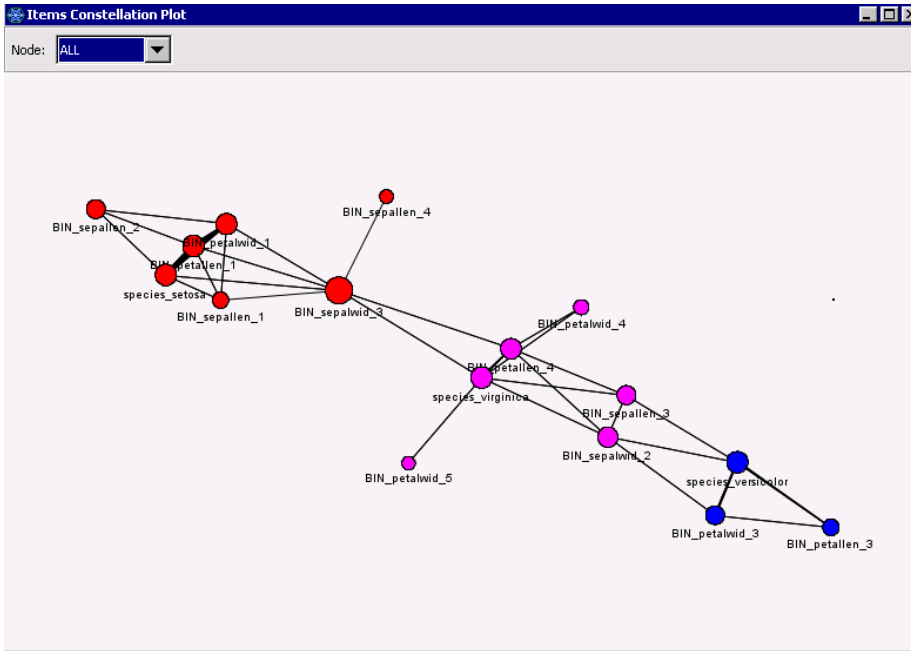 Items Constellation Plot
Node: ALL
BIN_sepallen_4
BIN_sepallen_2
BIN_petalwid_1
BIN_petallen_1
species_setosa
BIN_sepallen_1
BIN_sepalwid_3
BIN_petalwid_4
BIN_petallen_4
species_virginica
BIN_sepallen_3
BIN_sepalwid_2
BIN_petalwid_5
species_versicolor
BIN_petalwid_3
BIN_petallen_3